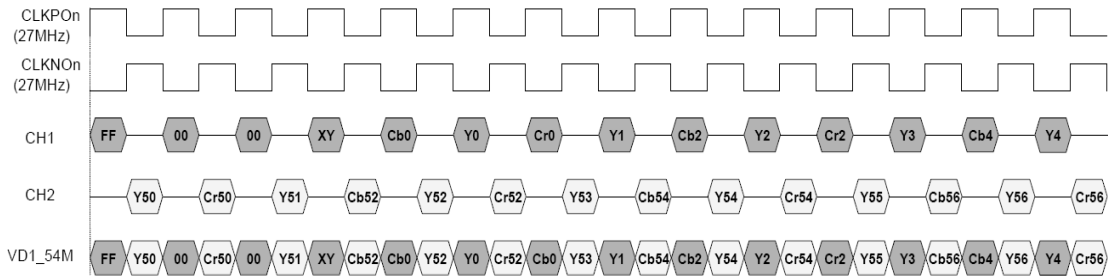 CLKPOn
(27MHz)
CLKNOn
(27MHz)
CH1 FF 00 00 XY Cb0 Y0 Cr0 Y1 Cb2 Y2 Cr2 Y3 Cb4 Y4
CH2 Y50 Cr50 Y51 Cb52 Y52 Cr52 Y53 Cb54 Y54 Cr54 Y55 Cb56 Y56 Cr56
VD1_54M FF Y50 00 Cr50 00 Y51 XY Cb52 Cb0 Y52 Y0 Cr52 Cb0 Y53 Y1 Cb54 Cb2 Y54 Y2 Cr54 Cr2 Y55 Y3 Cb56 Cb4 Y56 Y4 Cr56